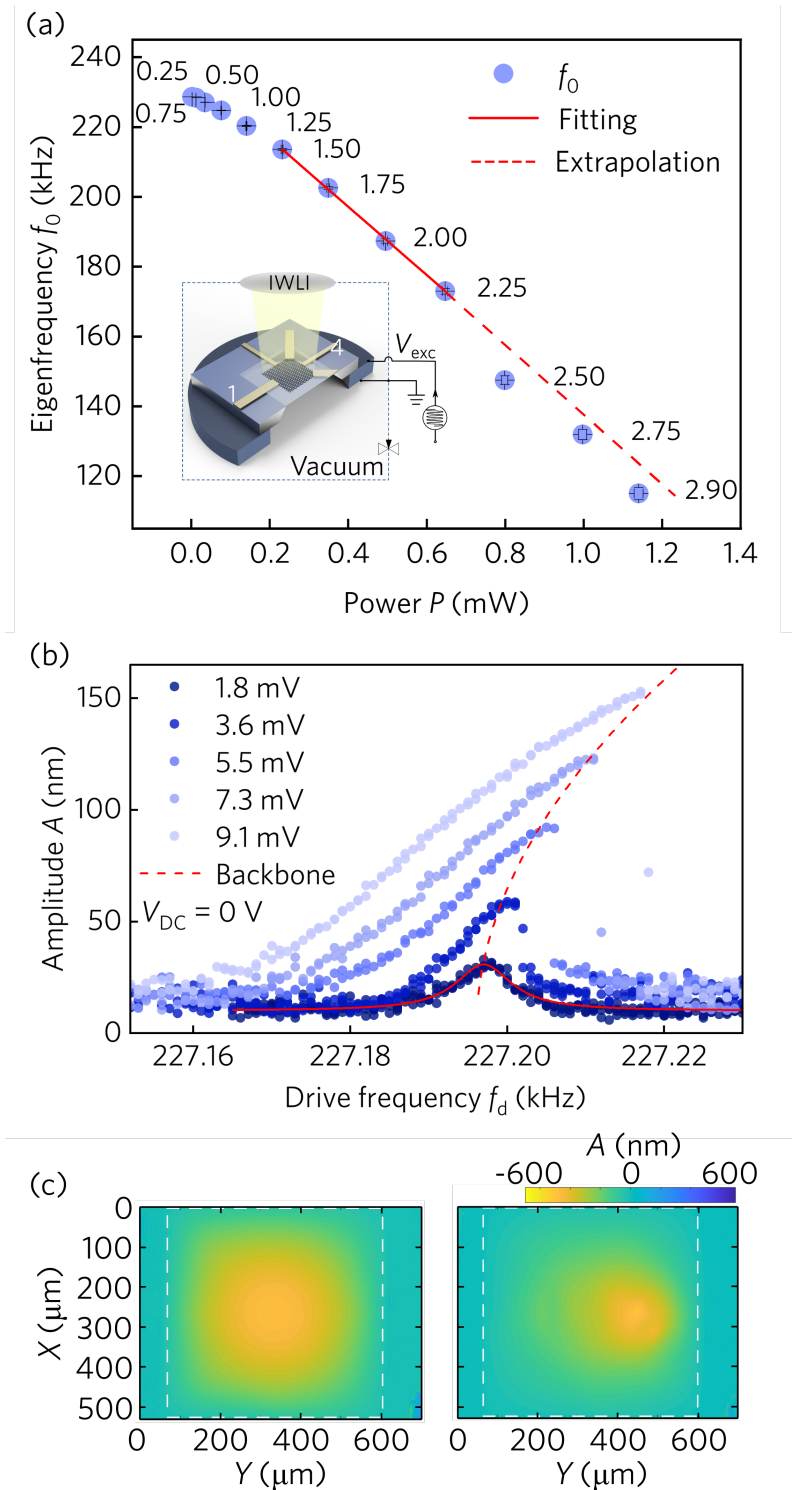 (a)
240
220
200
180
160
140
120
Eigenfrequency f0 (kHz)
0.25
0.50
0.75
1.00
1.25
1.50
1.75
2.00
2.25
2.50
2.75
2.90
f0
Fitting
Extrapolation
IWLI
1
4
Vexc
Vacuum
0.0 0.2 0.4 0.6 0.8 1.0 1.2 1.4
Power P (mW)
(b)
150
100
50
0
Amplitude A (nm)
1.8 mV
3.6 mV
5.5 mV
7.3 mV
9.1 mV
Backbone
VDC = 0 V
227.16 227.18 227.20 227.22
Drive frequency fd (kHz)
(c)
A (nm)
-600 0 600
0
100
200
300
400
500
X (μm)
0 200 400 600
Y (μm)
0 200 400 600
Y (μm)